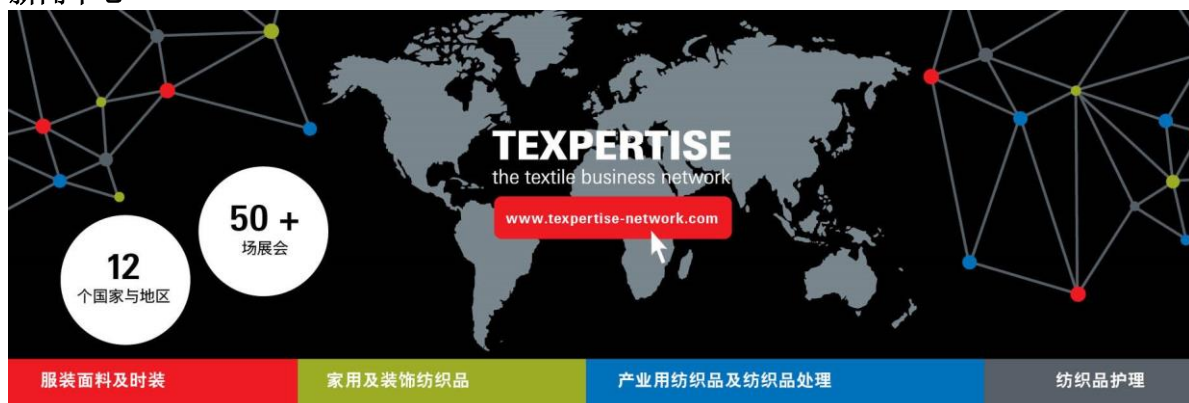 TEXPERTISE
the textile business network
www.texpertise-network.com
50 +
场展会
12
个国家与地区
服装面料及时装
家用及装饰纺织品
产业用纺织品及纺织品处理
纺织品护理